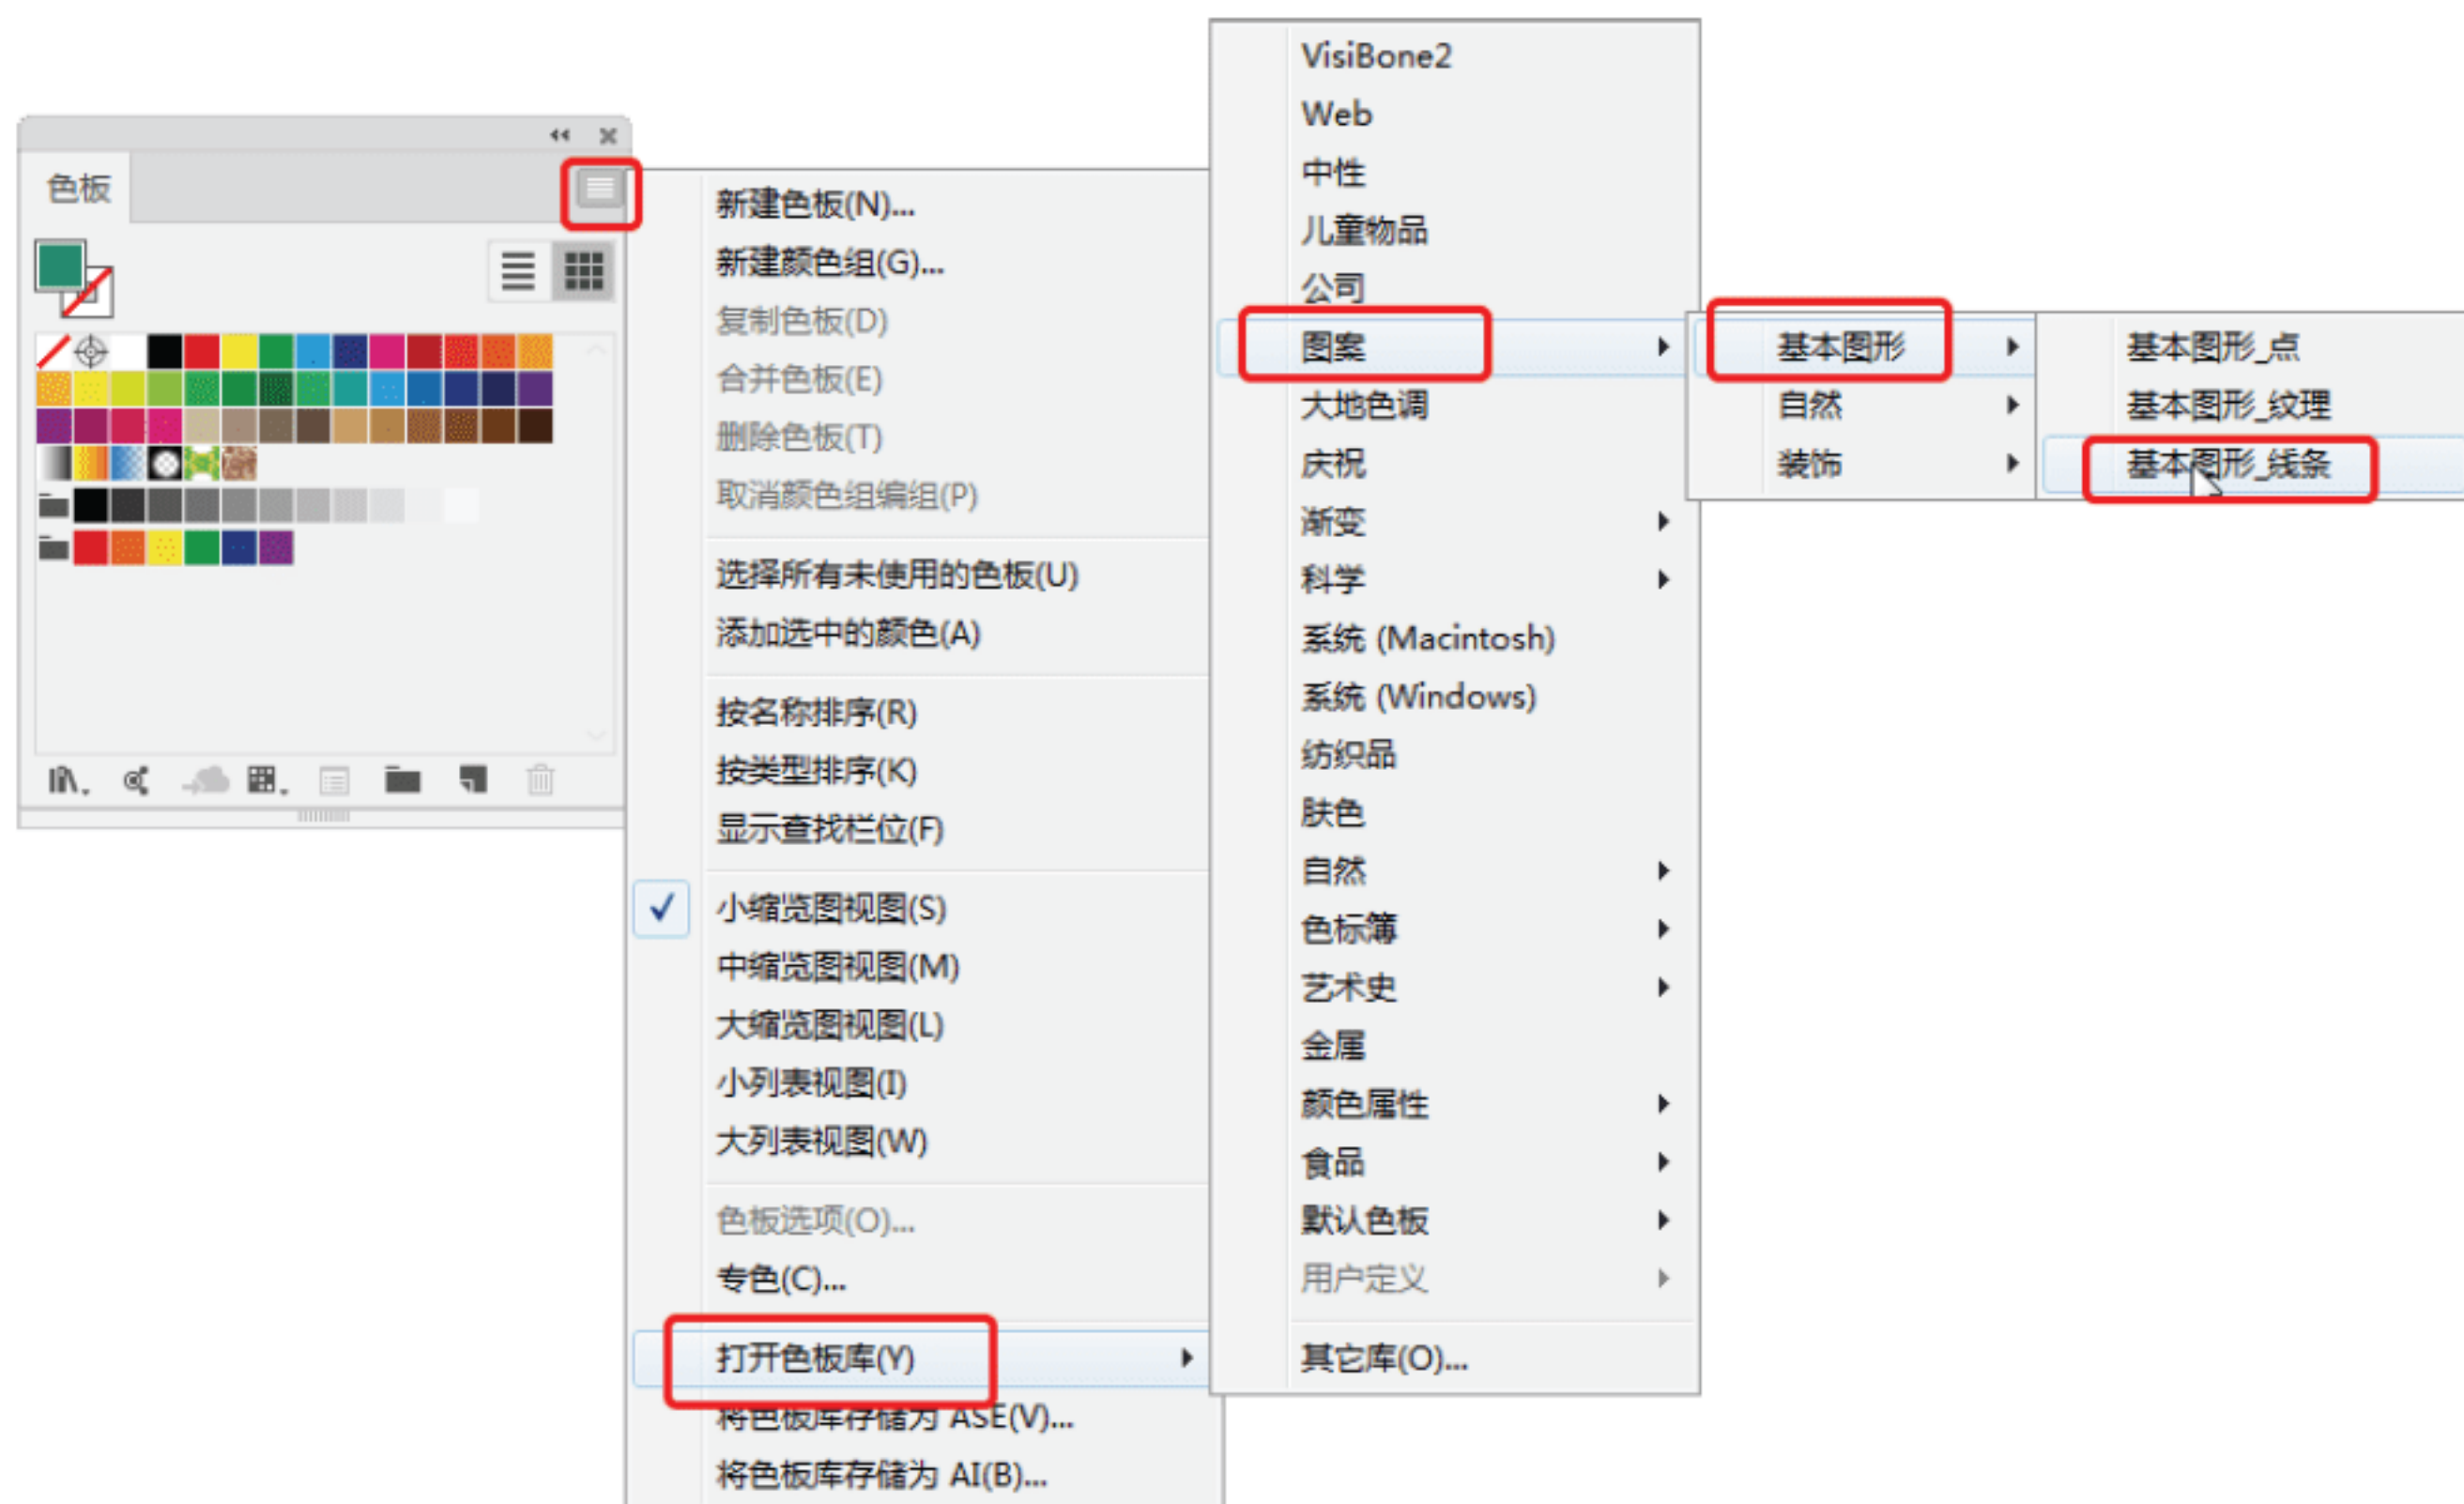 色板
新建色板(N)...
新建颜色组(G)...
复制色板(D)
合并色板(E)
删除色板(T)
取消颜色组编组(P)
选择所有未使用的色板(U)
添加选中的颜色(A)
按名称排序(R)
按类型排序(K)
显示查找栏位(F)
小缩览图视图(S)
中缩览图视图(M)
大缩览图视图(L)
小列表视图(I)
大列表视图(W)
色板选项(O)...
专色(C)...
打开色板库(Y)
将色板库存储为 ASE(V)...
将色板库存储为 AI(B)...
VisiBone2
Web
中性
儿童物品
公司
图案
大地色调
庆祝
渐变
科学
系统 (Macintosh)
系统 (Windows)
纺织品
肤色
自然
色标簿
艺术史
金属
颜色属性
食品
默认色板
用户定义
其它库(O)...
基本图形
自然
装饰
基本图形_点
基本图形_纹理
基本图形_线条